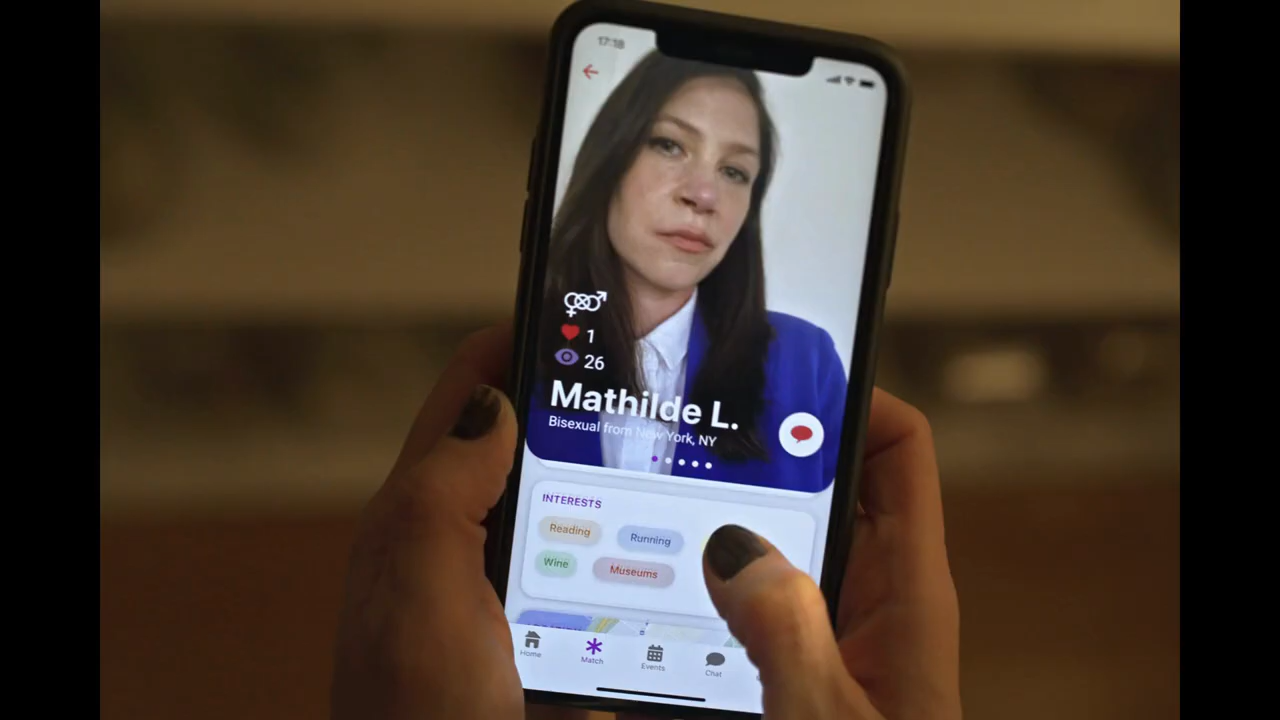 17:18
1
26
Mathilde L.
Bisexual from New York, NY
INTERESTS
Reading
Running
Wine
Museums
Home
Match
Events
Chat